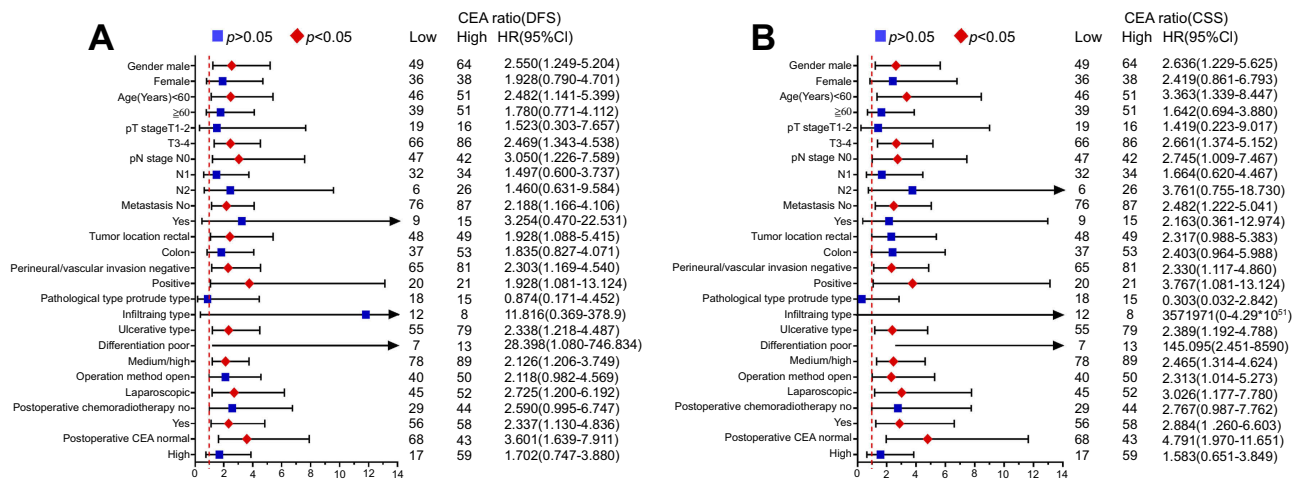 A
CEA ratio(DFS)
p>0.05 p<0.05 Low High HR(95%CI)
Gender male 49 64 2.550(1.249-5.204)
Female 36 38 1.928(0.790-4.701)
Age(Years)<60 46 51 2.482(1.141-5.399)
≧60 39 51 1.780(0.771-4.112)
pT stageT1-2 19 16 1.523(0.303-7.657)
T3-4 66 86 2.469(1.343-4.538)
pN stage N0 47 42 3.050(1.226-7.589)
N1 32 34 1.497(0.600-3.737)
N2 6 26 1.460(0.631-9.584)
Metastasis No 76 87 2.188(1.166-4.106)
Yes 9 15 3.254(0.470-22.531)
Tumor location rectal 48 49 1.928(1.088-5.415)
Colon 37 53 1.835(0.827-4.071)
Perineural/vascular invasion negative 65 81 2.303(1.169-4.540)
Positive 20 21 1.928(1.081-13.124)
Pathological type protrude type 18 15 0.874(0.171-4.452)
Infiltraing type 12 8 11.816(0.369-378.9)
Ulcerative type 55 79 2.338(1.218-4.487)
Differentiation poor 7 13 28.398(1.080-746.834)
Medium/high 78 89 2.126(1.206-3.749)
Operation method open 40 50 2.118(0.982-4.569)
Laparoscopic 45 52 2.725(1.200-6.192)
Postoperative chemoradiotherapy no 29 44 2.590(0.995-6.747)
Yes 56 58 2.337(1.130-4.836)
Postoperative CEA normal 68 43 3.601(1.639-7.911)
High 17 59 1.702(0.747-3.880)
0 2 4 6 8 10 12 14
B
CEA ratio(CSS)
p>0.05 p<0.05 Low High HR(95%CI)
Gender male 49 64 2.636(1.229-5.625)
Female 36 38 2.419(0.861-6.793)
Age(Years)<60 46 51 3.363(1.339-8.447)
≧60 39 51 1.642(0.694-3.880)
pT stageT1-2 19 16 1.419(0.223-9.017)
T3-4 66 86 2.661(1.374-5.152)
pN stage N0 47 42 2.745(1.009-7.467)
N1 32 34 1.664(0.620-4.467)
N2 6 26 3.761(0.755-18.730)
Metastasis No 76 87 2.482(1.222-5.041)
Yes 9 15 2.163(0.361-12.974)
Tumor location rectal 48 49 2.317(0.988-5.383)
Colon 37 53 2.403(0.964-5.988)
Perineural/vascular invasion negative 65 81 2.330(1.117-4.860)
Positive 20 21 3.767(1.081-13.124)
Pathological type protrude type 18 15 0.303(0.032-2.842)
Infiltraing type 12 8 3571971(0-4.29*10⁵¹)
Ulcerative type 55 79 2.389(1.192-4.788)
Differentiation poor 7 13 145.095(2.451-8590)
Medium/high 78 89 2.465(1.314-4.624)
Operation method open 40 50 2.313(1.014-5.273)
Laparoscopic 45 52 3.026(1.177-7.780)
Postoperative chemoradiotherapy no 29 44 2.767(0.987-7.762)
Yes 56 58 2.884(1 .260-6.603)
Postoperative CEA normal 68 43 4.791(1.970-11.651)
High 17 59 1.583(0.651-3.849)
0 2 4 6 8 10 12 14